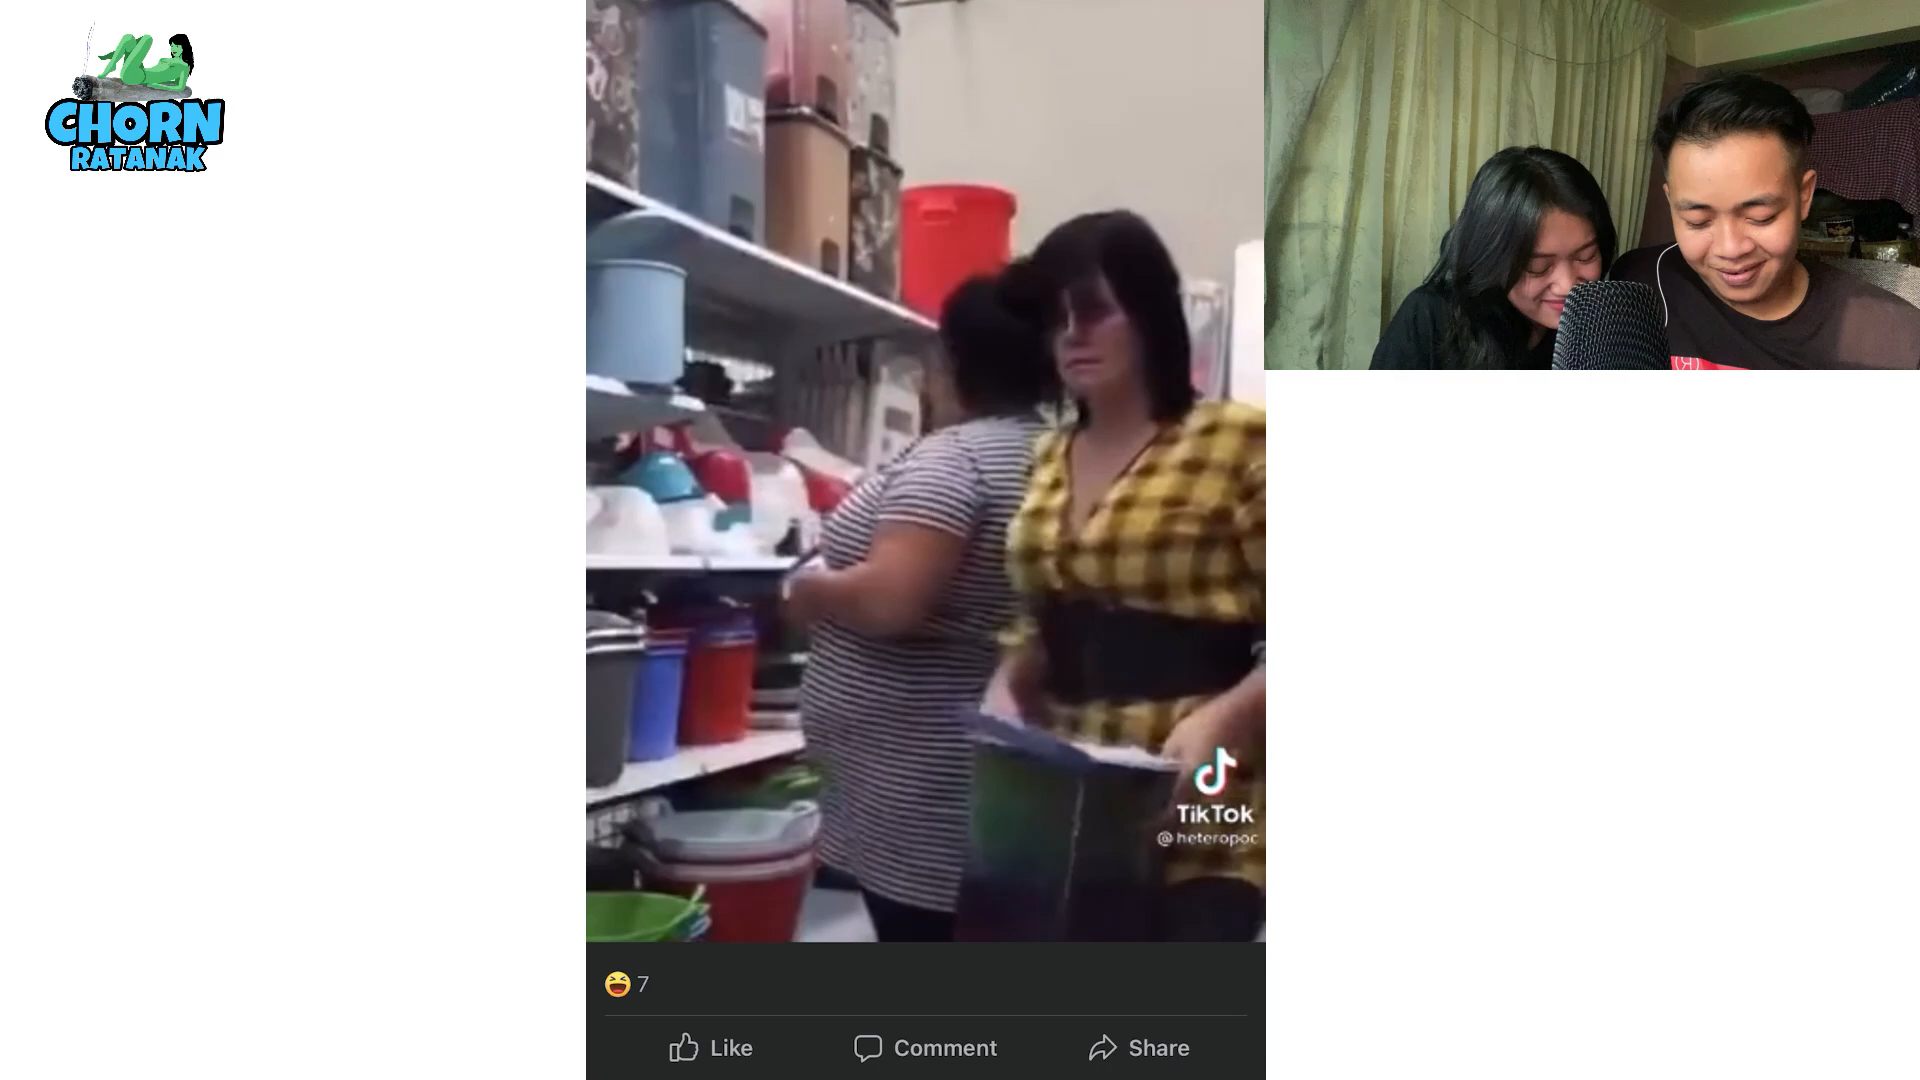 CHORN
RATANAK
TikTok
@heteropoc
7
Like
Comment
Share